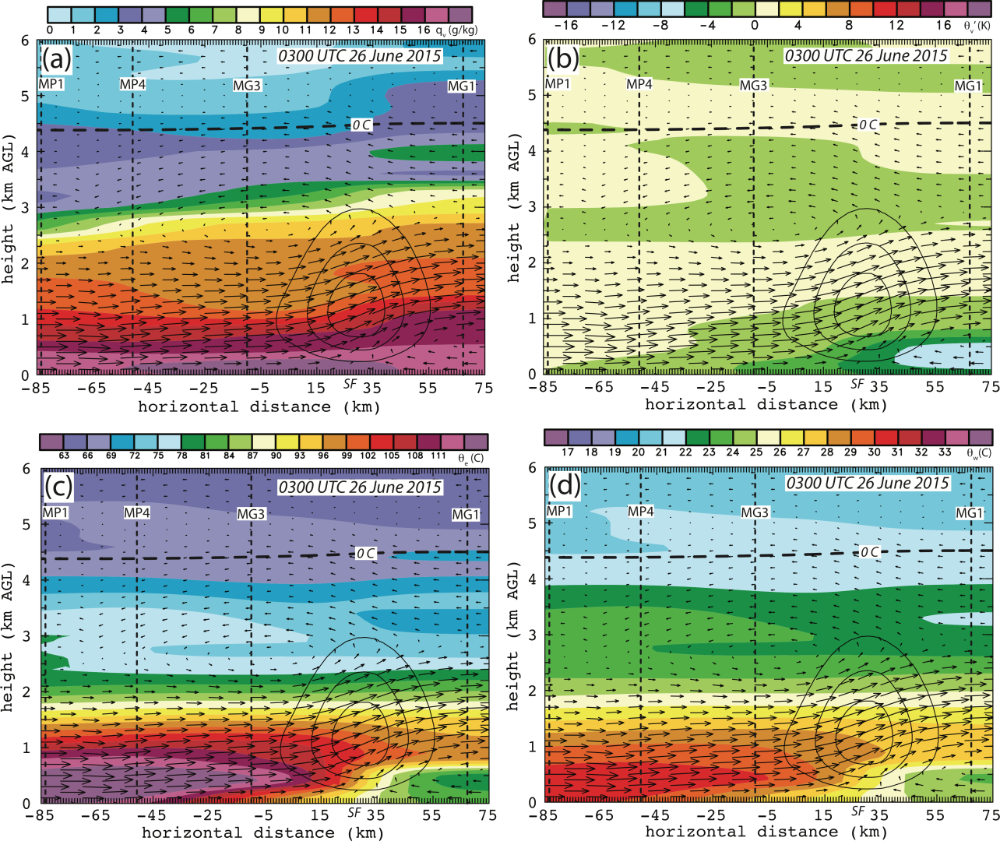 0 1 2 3 4 5 6 7 8 9 10 11 12 13 14 15 16 qv (g/kg)
(a)
0300 UTC 26 June 2015
MP1 MP4 MG3 MG1
0 C
6
5
4
3
2
1
0
height (km AGL)
-85 -65 -45 -25 -5 15 SF 35 55 75
horizontal distance (km)
-16 -12 -8 -4 0 4 8 12 16 θv'(K)
(b)
0300 UTC 26 June 2015
MP1 MP4 MG3 MG1
0 C
6
5
4
3
2
1
0
height (km AGL)
-85 -65 -45 -25 -5 15 SF 35 55 75
horizontal distance (km)
63 66 69 72 75 78 81 84 87 90 93 96 99 102 105 108 111 θe (C)
(c)
0300 UTC 26 June 2015
MP1 MP4 MG3 MG1
0 C
6
5
4
3
2
1
0
height (km AGL)
-85 -65 -45 -25 -5 15 SF 35 55 75
horizontal distance (km)
17 18 19 20 21 22 23 24 25 26 27 28 29 30 31 32 33 θw(C)
(d)
0300 UTC 26 June 2015
MP1 MP4 MG3 MG1
0 C
6
5
4
3
2
1
0
height (km AGL)
-85 -65 -45 -25 -5 15 SF 35 55 75
horizontal distance (km)